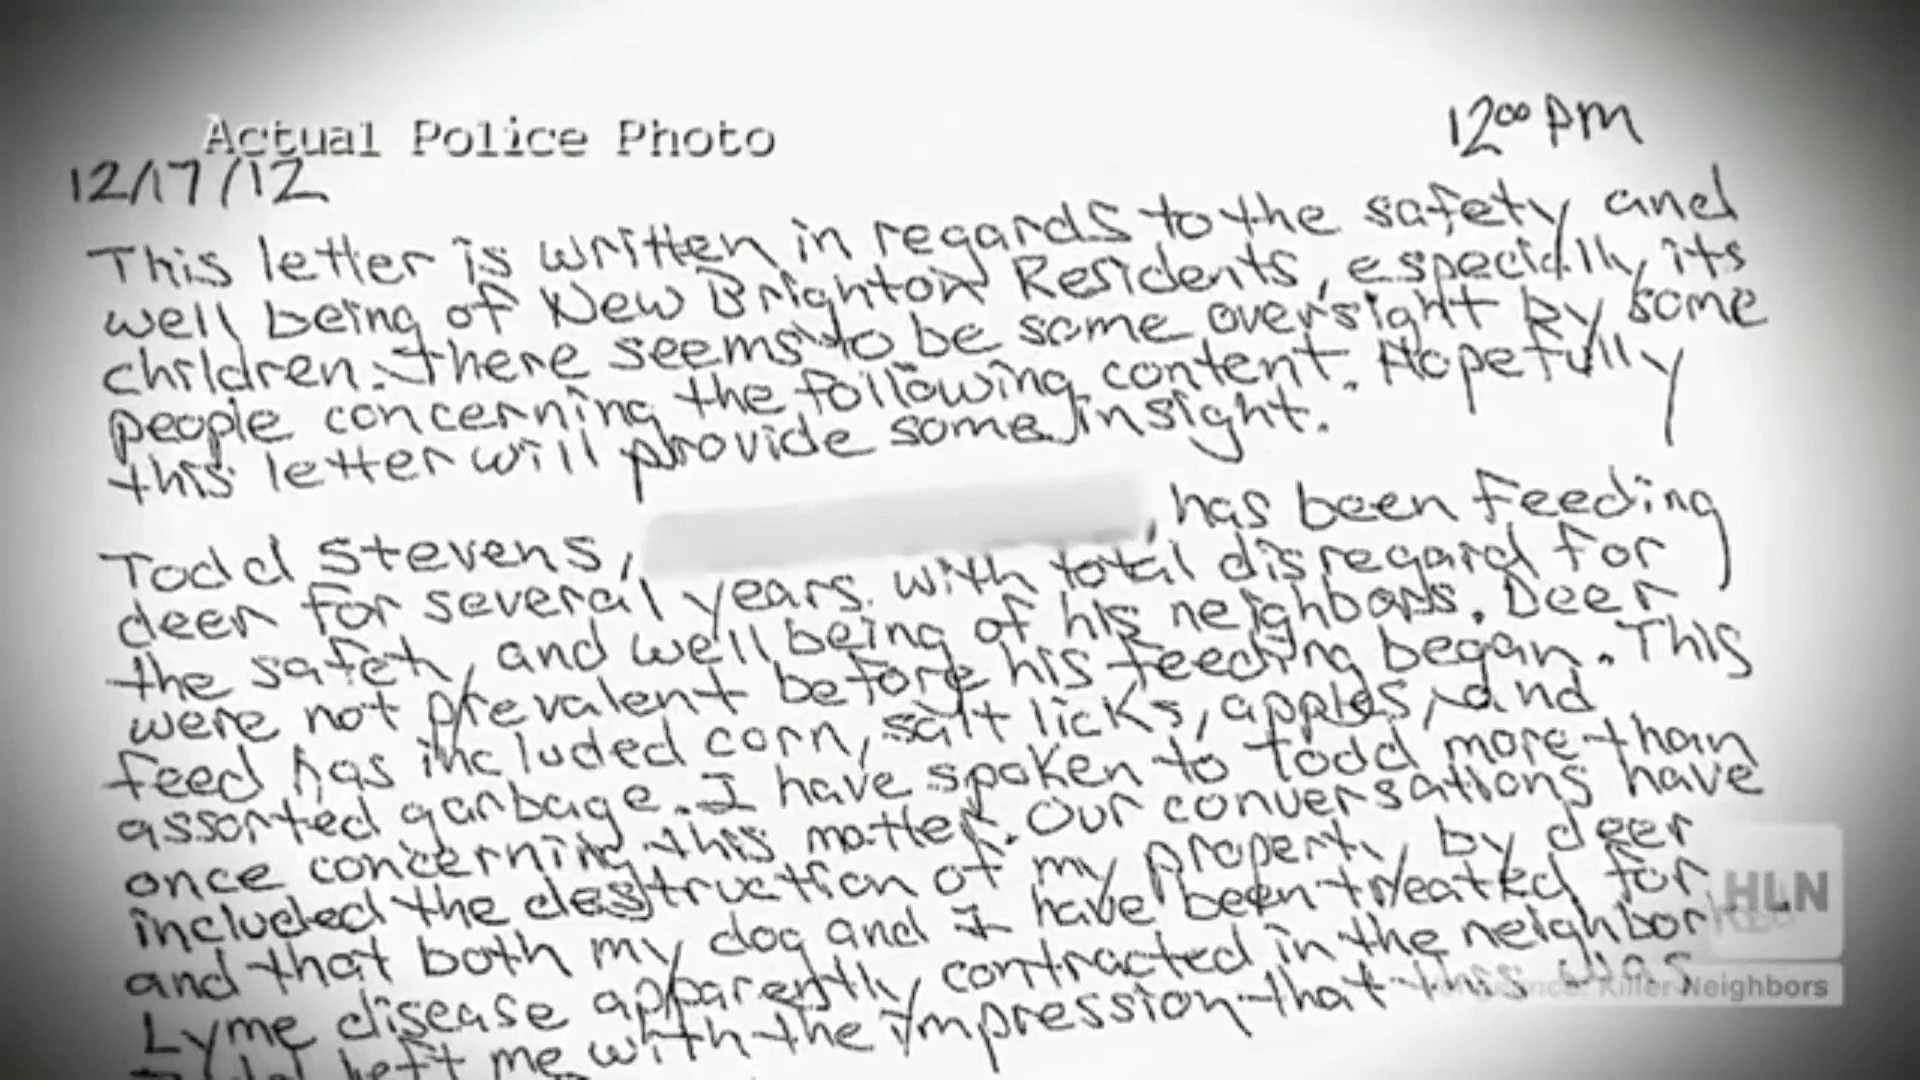 Actual Police Photo
12⁰⁰ PM
12/17/12
This letter is written in regards to the safety and
well being of New Brighton Residents, especially its
children. There seems to be some oversight by some
people concerning the following content. Hopefully
this letter will provide some insight.
Todd Stevens, , has been feeding
deer for several years with total disregard for
the safety and well being of his neighbors. Deer
were not prevalent before his feeding began. This
feed has included corn, salt licks, apples, and
assorted garbage. I have spoken to Todd more than
once concerning this matter. Our conversations have
included the destruction of my property by deer
and that both my dog and I have been treated for
Lyme disease apparently contracted in the neighbor
left me with the impression that this was
HLN
Vengeance: Killer Neighbors